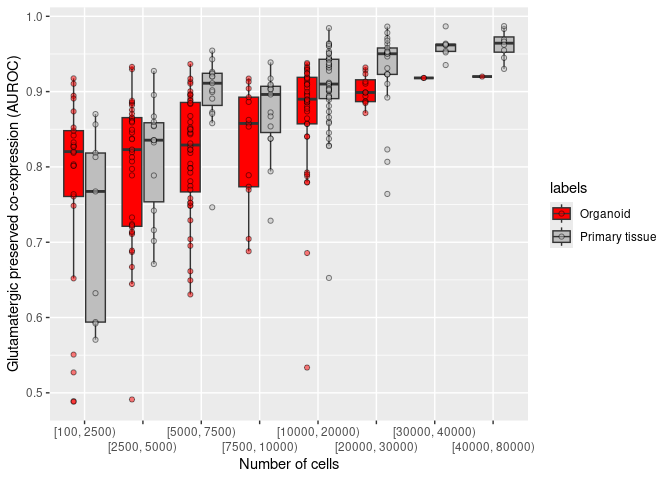 Glutamatergic preserved co-expression (AUROC)
1.0
0.9
0.8
0.7
0.6
0.5
[100, 2500)
[5000, 7500)
[10000, 20000)
[30000, 40000)
[2500, 5000)
[7500, 10000)
[20000, 30000)
[40000, 80000)
Number of cells
labels
Organoid
Primary tissue